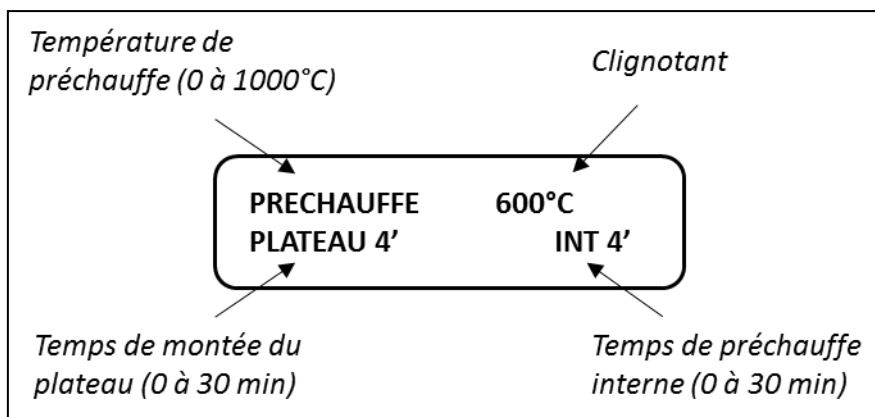 Température de
préchauffe (0 à 1000°C)
Clignotant
PRECHAUFFE 600°C
PLATEAU 4’ INT 4’
Temps de montée du
plateau (0 à 30 min)
Temps de préchauffe
interne (0 à 30 min)